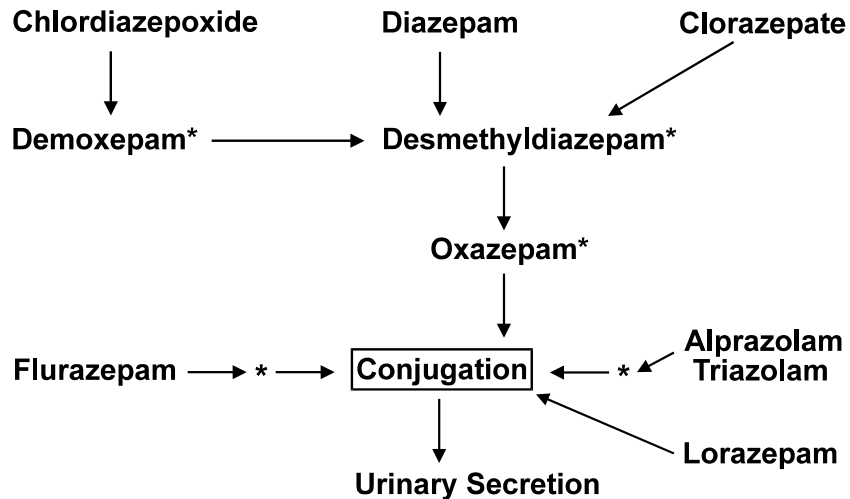 Chlordiazepoxide Diazepam Clorazepate
Demoxepam* Desmethyldiazepam*
Oxazepam*
Alprazolam
Flurazepam * Conjugation * Triazolam
Lorazepam
Urinary Secretion